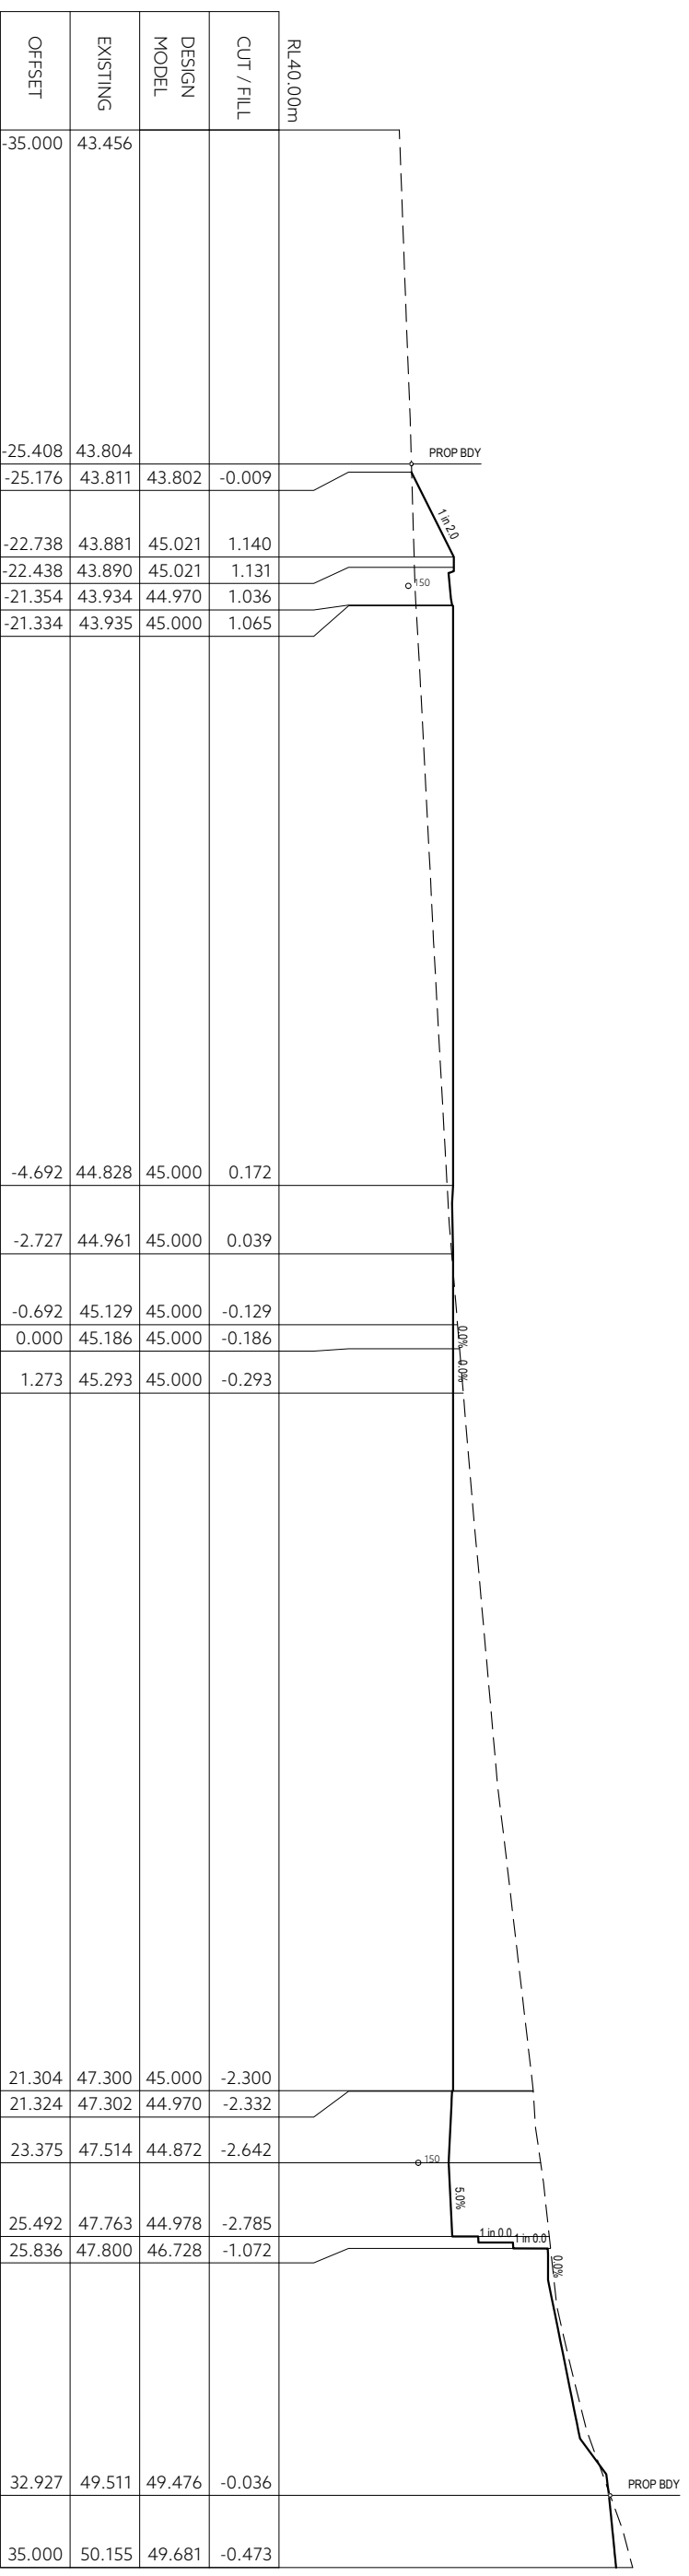 OFFSET
EXISTING
DESIGN
MODEL
CUT / FILL
RL40.00m
-35.000 43.456
-25.408 43.804
PROP BDY
-25.176 43.811 43.802 -0.009
1 in 2.0
-22.738 43.881 45.021 1.140
-22.438 43.890 45.021 1.131
150
-21.354 43.934 44.970 1.036
-21.334 43.935 45.000 1.065
-4.692 44.828 45.000 0.172
-2.727 44.961 45.000 0.039
-0.692 45.129 45.000 -0.129
0.0%
0.000 45.186 45.000 -0.186
0.0%
1.273 45.293 45.000 -0.293
21.304 47.300 45.000 -2.300
21.324 47.302 44.970 -2.332
23.375 47.514 44.872 -2.642
150
5.0%
25.492 47.763 44.978 -2.785
1 in 0.0
1 in 0.0
25.836 47.800 46.728 -1.072
0.0%
32.927 49.511 49.476 -0.036
PROP BDY
35.000 50.155 49.681 -0.473